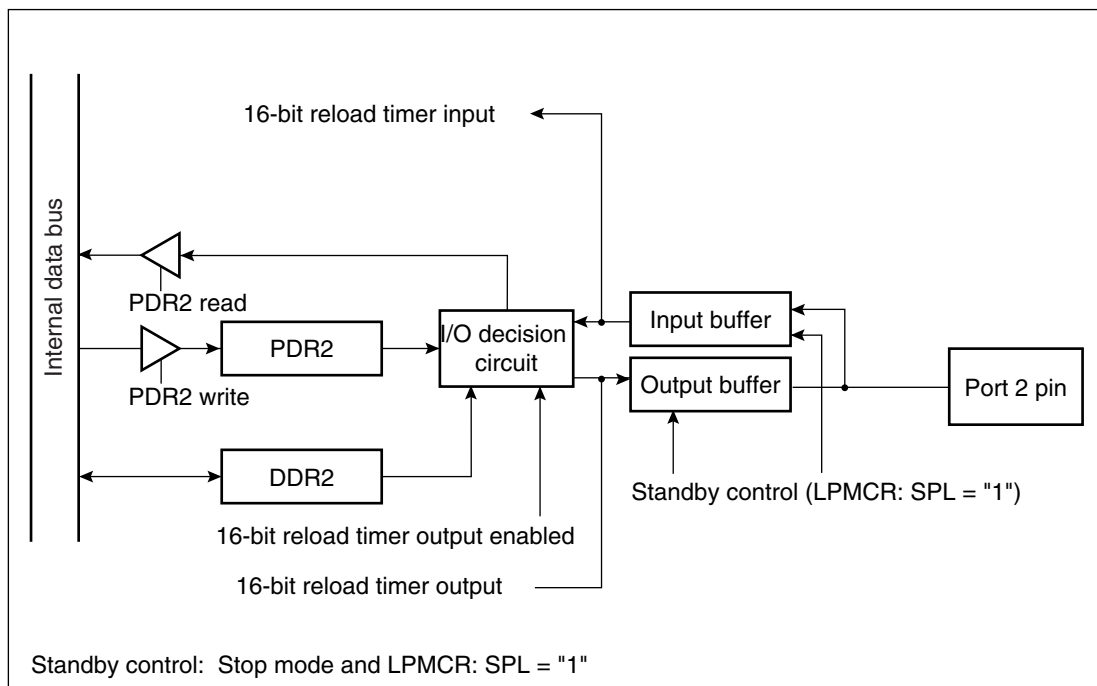 16-bit reload timer input
Internal data bus
PDR2 read
PDR2 write
PDR2
I/O decision
circuit
Input buffer
Output buffer
Port 2 pin
DDR2
Standby control (LPMCR: SPL = "1")
16-bit reload timer output enabled
16-bit reload timer output
Standby control: Stop mode and LPMCR: SPL = "1"